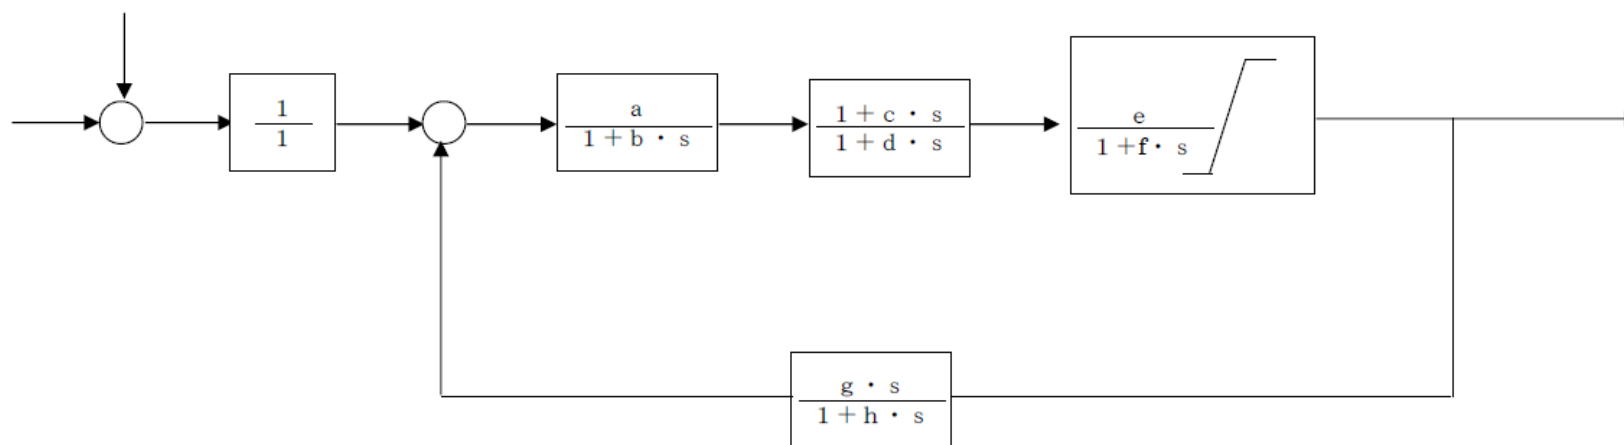 1
1
a
1 + b · s
1 + c · s
1 + d · s
e
1 +f · s
g · s
1 + h · s